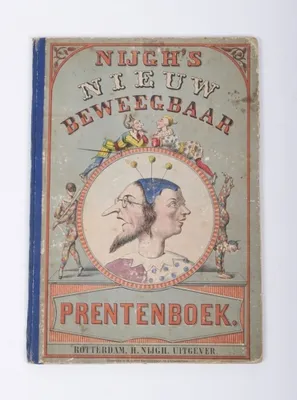 NIJGH'S
NIEUW
BEWEEGBAAR
PRENTENBOEK.
ROTTERDAM, H. NIJGH, UITGEVER.